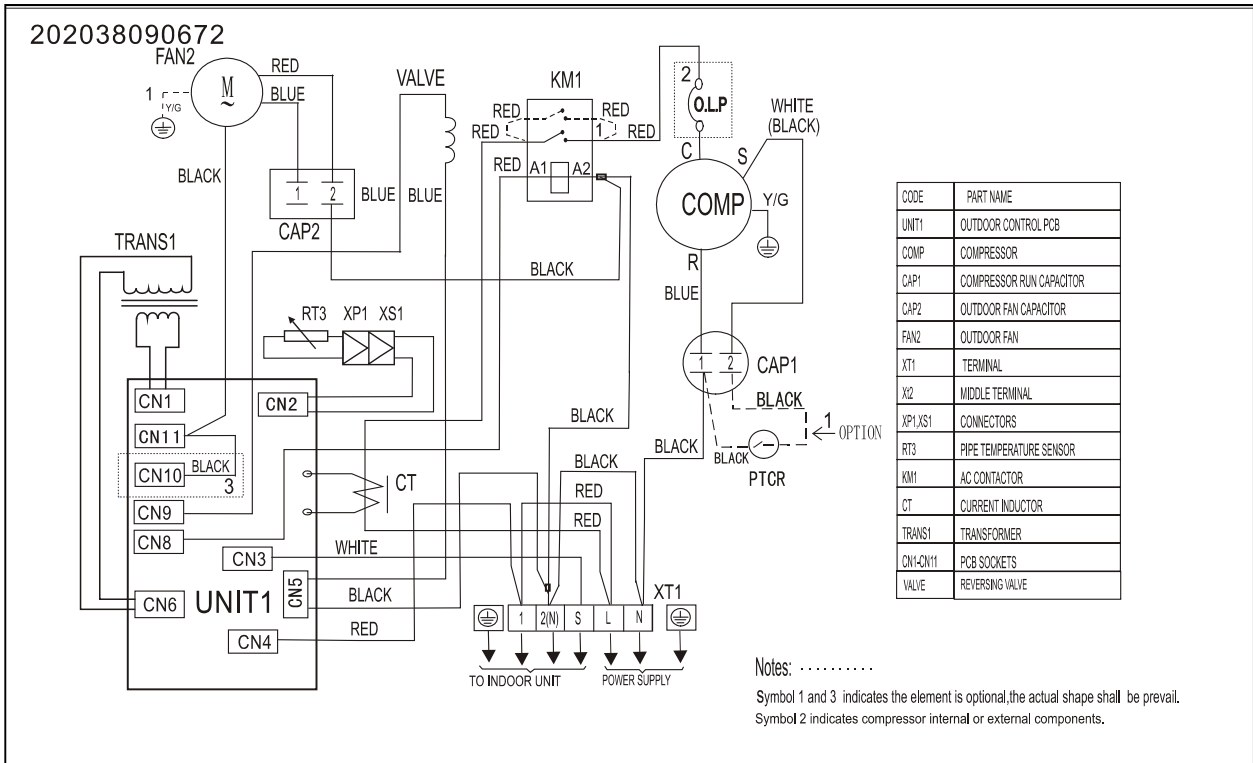 202038090672
FAN2
RED
VALVE
KM1
2
O.L.P
WHITE
(BLACK)
M
~
1
Y/G
BLUE
RED
RED
RED
1
RED
C
S
BLACK
1 2
BLUE
BLUE
RED
A1
A2
COMP
Y/G
CAP2
TRANS1
BLACK
R
BLUE
RT3
XP1
XS1
1 2
CAP1
CN1
CN2
BLACK
BLACK
1
OPTION
CN11
BLACK
BLACK
PTCR
CN10
BLACK
3
BLACK
CT
RED
CN9
RED
CN8
WHITE
CN3
CN5
BLACK
XT1
CN6
UNIT1
RED
CN4
1 2(N) S L N
TO INDOOR UNIT
POWER SUPPLY
CODE PART NAME
UNIT1 OUTDOOR CONTROL PCB
COMP COMPRESSOR
CAP1 COMPRESSOR RUN CAPACITOR
CAP2 OUTDOOR FAN CAPACITOR
FAN2 OUTDOOR FAN
XT1 TERMINAL
Xt2 MIDDLE TERMINAL
XP1,XS1 CONNECTORS
RT3 PIPE TEMPERATURE SENSOR
KM1 AC CONTACTOR
CT CURRENT INDUCTOR
TRANS1 TRANSFORMER
CN1-CN11 PCB SOCKETS
VALVE REVERSING VALVE
Notes: ··········
Symbol 1 and 3 indicates the element is optional,the actual shape shall be prevail.
Symbol 2 indicates compressor internal or external components.